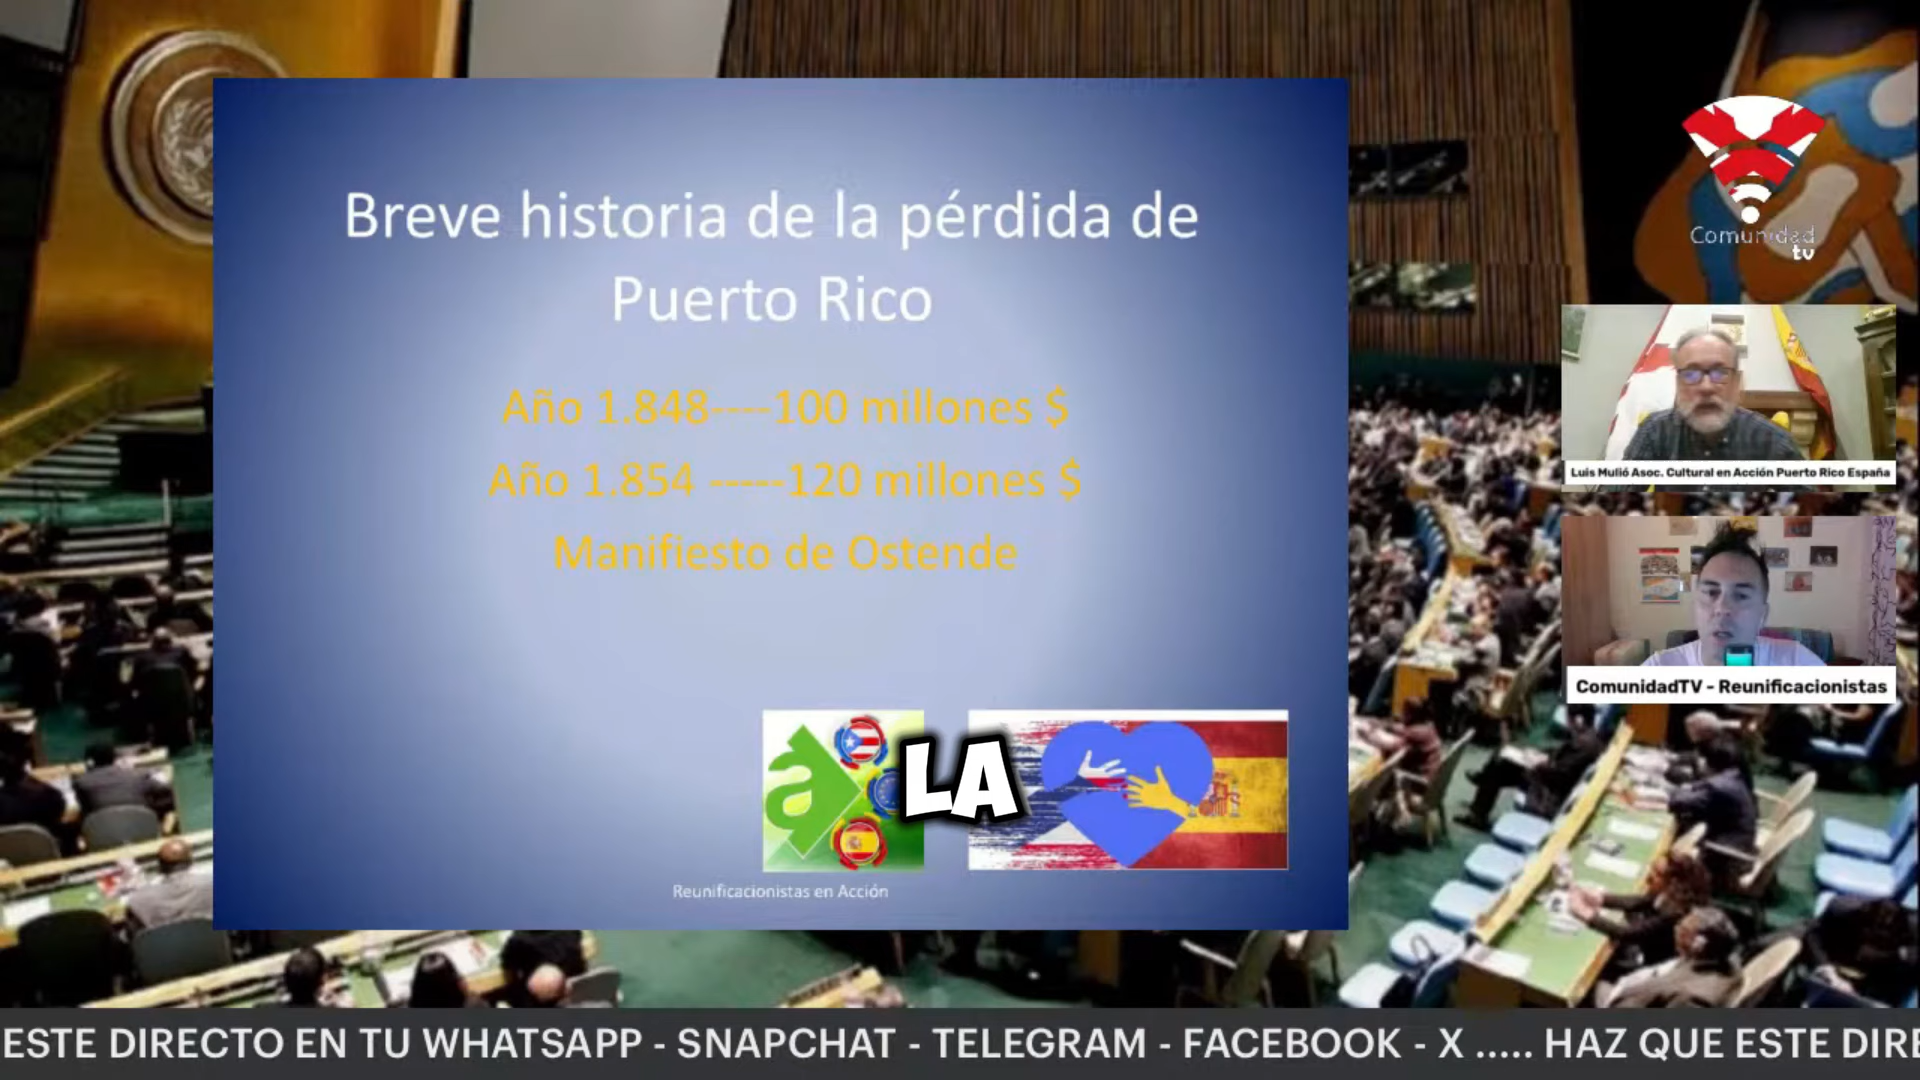 Breve historia de la pérdida de
Puerto Rico
Año 1.848----100 millones $
Año 1.854 -----120 millones $
Manifiesto de Ostende
a
LA
Reunificacionistas en Acción
Comunidad
tv
Luis Mulió Asoc. Cultural en Acción Puerto Rico España
ComunidadTV - Reunificacionistas
ESTE DIRECTO EN TU WHATSAPP - SNAPCHAT - TELEGRAM - FACEBOOK - X ..... HAZ QUE ESTE DIRE